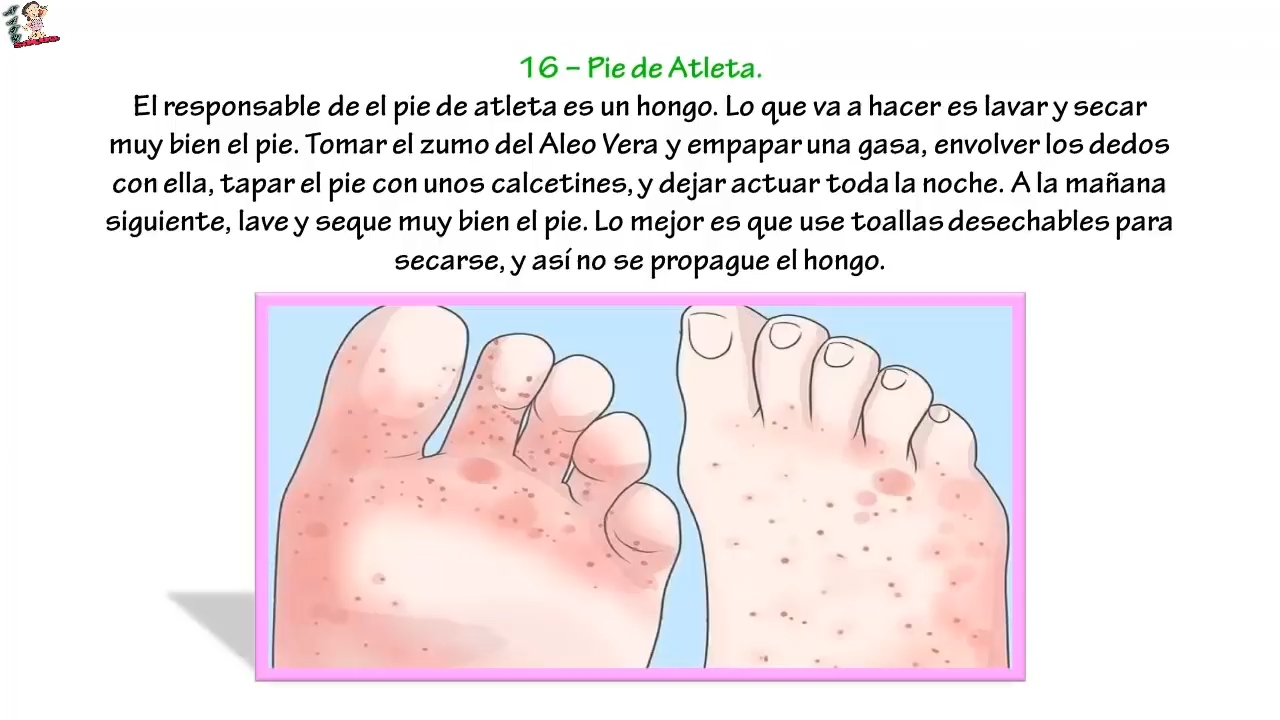 16 – Pie de Atleta.
El responsable de el pie de atleta es un hongo. Lo que va a hacer es lavar y secar
muy bien el pie. Tomar el zumo del Aleo Vera y empapar una gasa, envolver los dedos
con ella, tapar el pie con unos calcetines, y dejar actuar toda la noche. A la mañana
siguiente, lave y seque muy bien el pie. Lo mejor es que use toallas desechables para
secarse, y así no se propague el hongo.